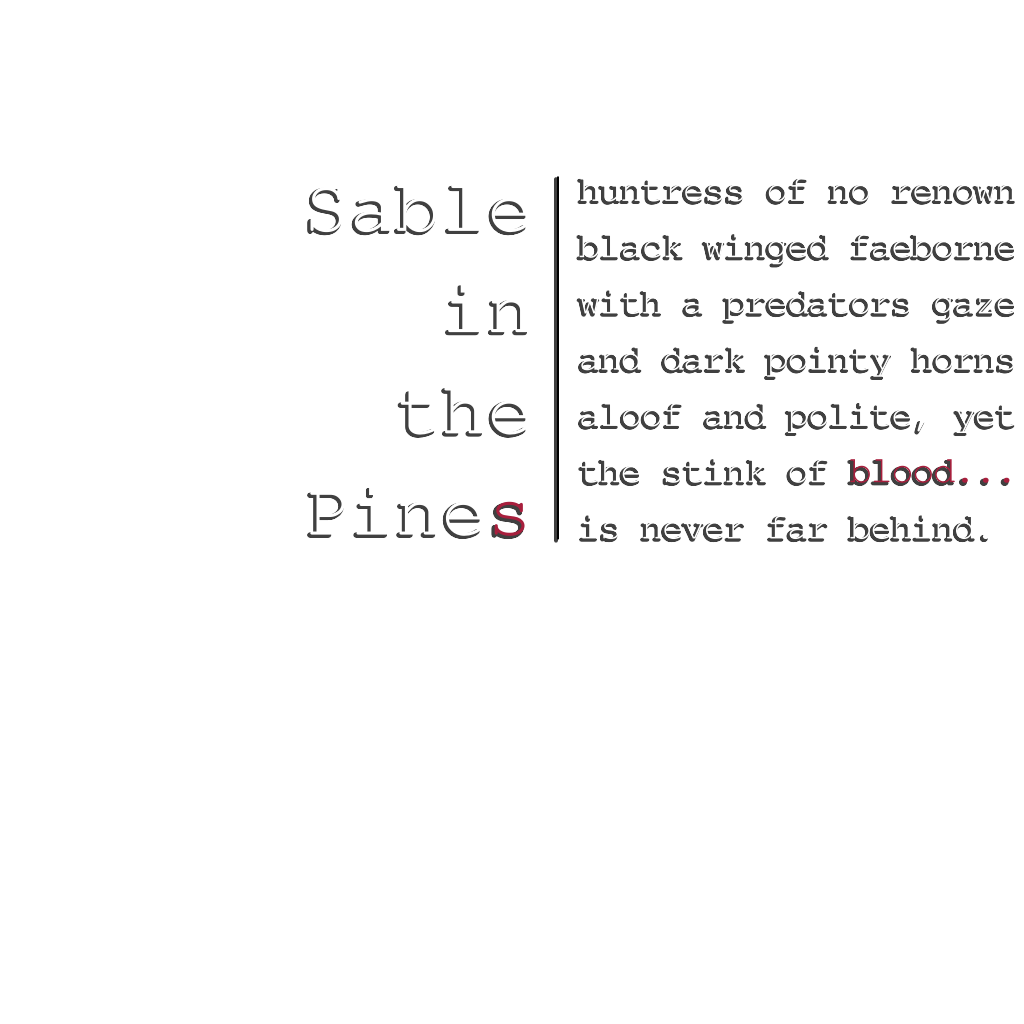 Sable
in
the
Pines
huntress of no renown
black winged faeborne
with a predators gaze
and dark pointy horns
aloof and polite, yet
the stink of blood...
is never far behind.